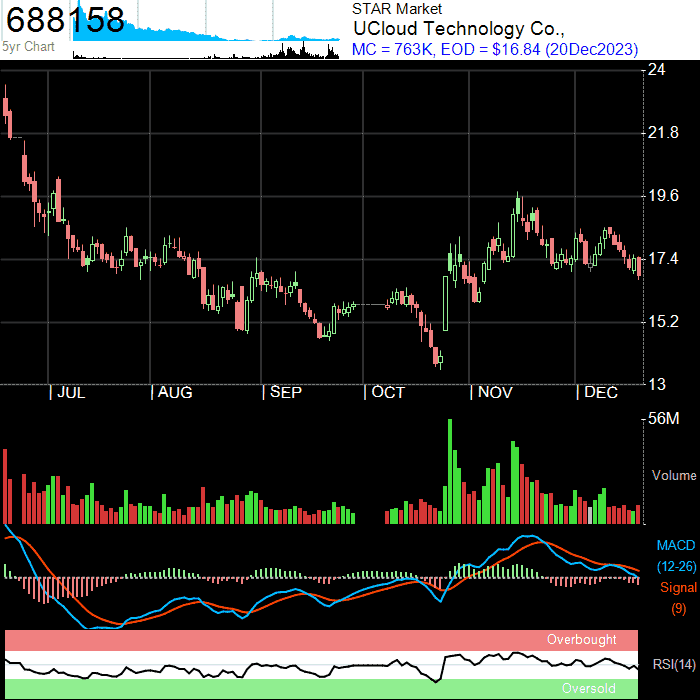 688158
5yr Chart
STAR Market
UCloud Technology Co.,
MC = 763K, EOD = $16.84 (20Dec2023)
24
21.8
19.6
17.4
15.2
13
| JUL | AUG | SEP | OCT | NOV | DEC
56M
Volume
MACD
(12-26)
Signal
(9)
Overbought
RSI(14)
Oversold